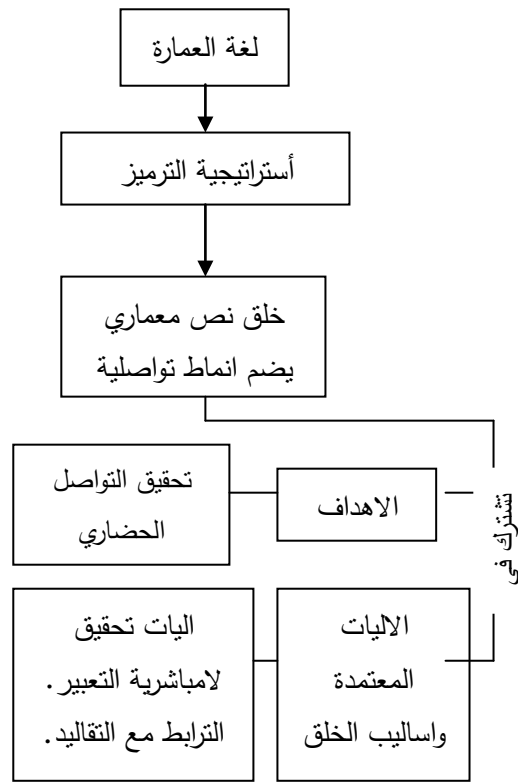 لغة العمارة
أستراتيجية الترميز
خلق نص معماري
يضم انماط تواصلية
تشترك في
الاهداف
تحقيق التواصل
الحضاري
الاليات
المعتمدة
واساليب الخلق
اليات تحقيق
لامباشرية التعبير.
الترابط مع التقاليد.